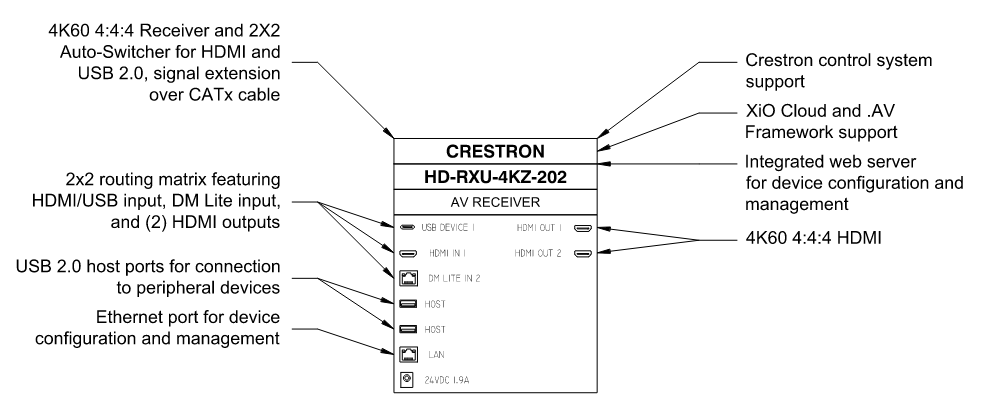 4K60 4:4:4 Receiver and 2X2
Auto-Switcher for HDMI and
USB 2.0, signal extension
over CATx cable
2x2 routing matrix featuring
HDMI/USB input, DM Lite input,
and (2) HDMI outputs
USB 2.0 host ports for connection
to peripheral devices
Ethernet port for device
configuration and management
CRESTRON
HD-RXU-4KZ-202
AV RECEIVER
USB DEVICE 1
HDMI OUT 1
HDMI IN 1
HDMI OUT 2
DM LITE IN 2
HOST
HOST
LAN
24VDC 1.9A
Crestron control system
support
XiO Cloud and .AV
Framework support
Integrated web server
for device configuration and
management
4K60 4:4:4 HDMI